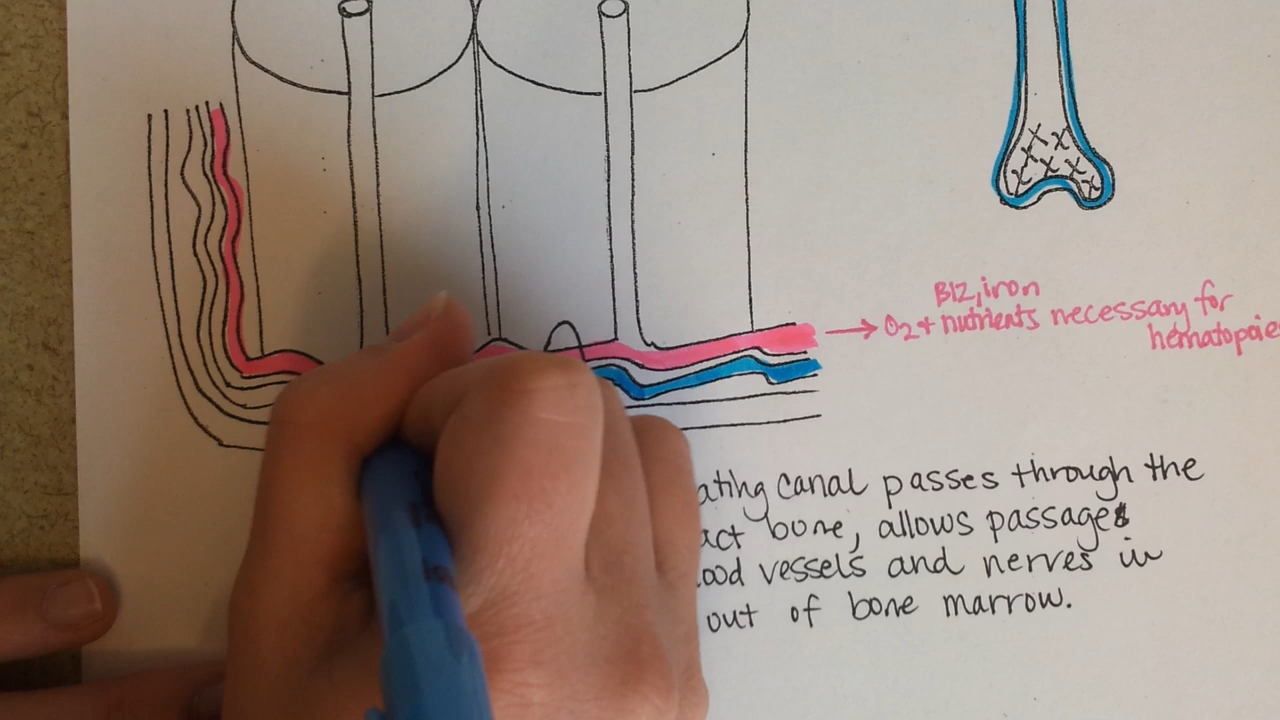 B12, iron
O2 + nutrients necessary for
hematopoie
ating canal passes through the
act bone, allows passage
ood vessels and nerves in
out of bone marrow.